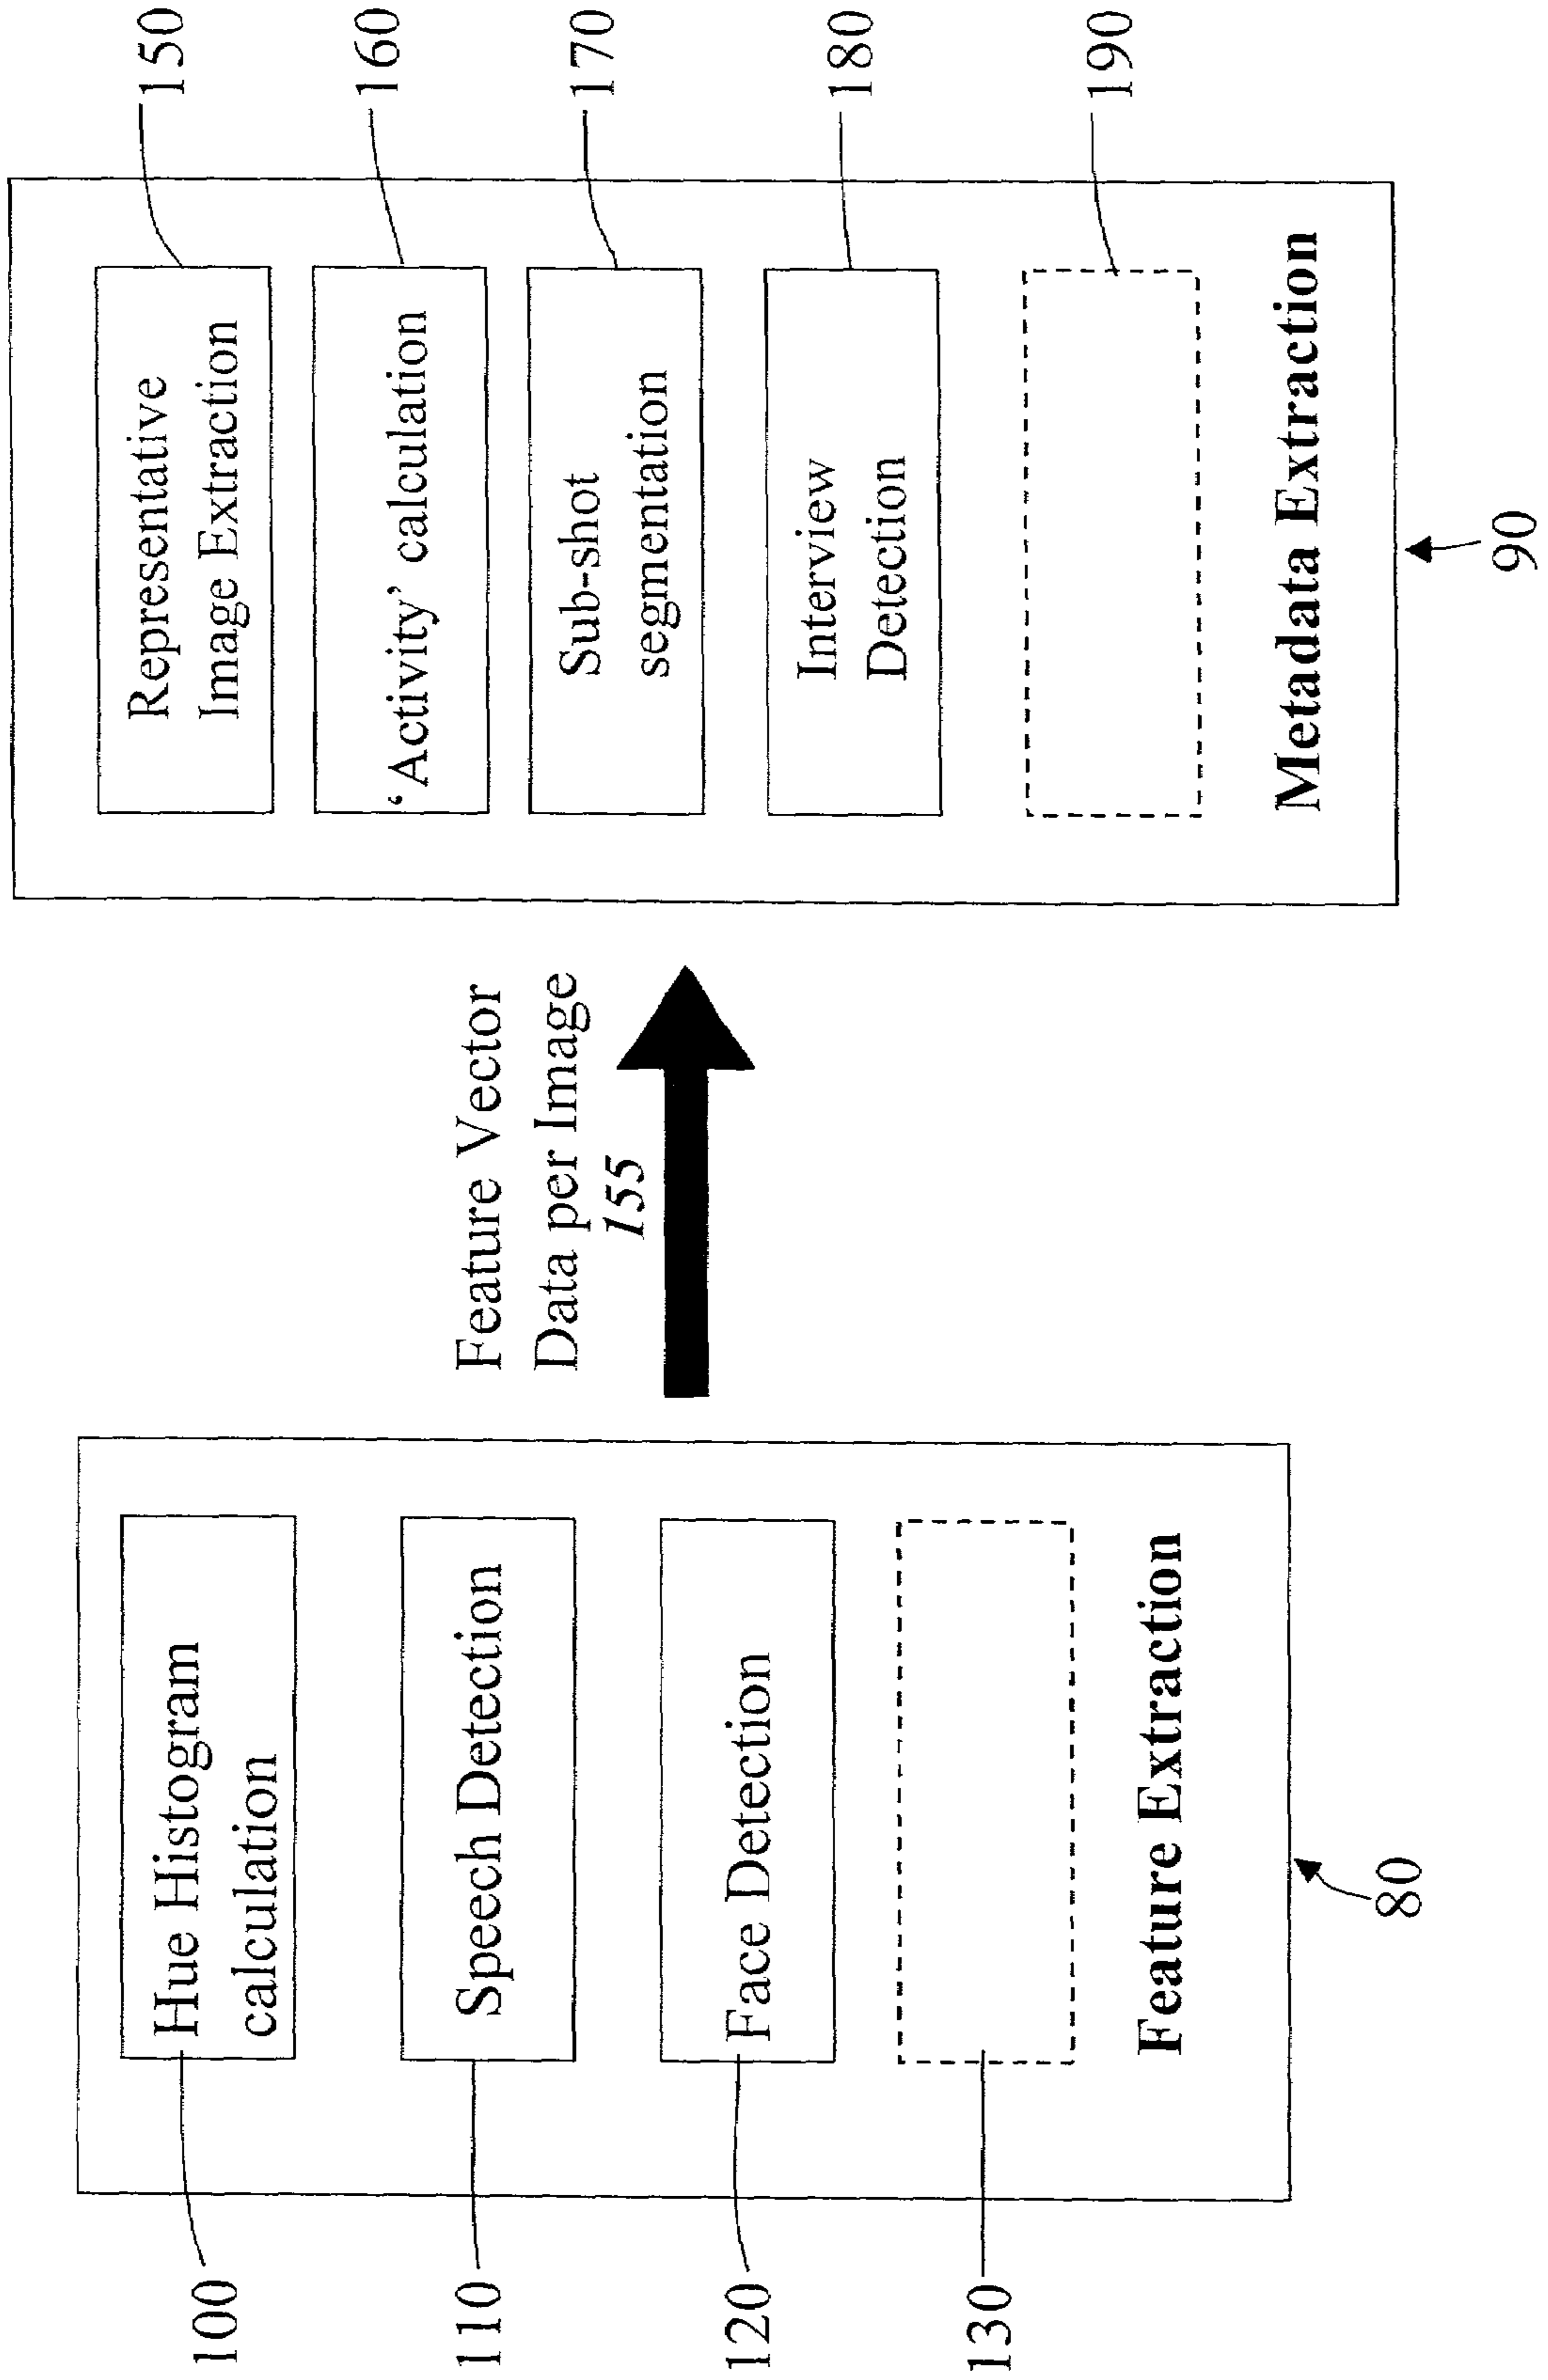 100
Hue Histogram
calculation
110
Speech Detection
120
Face Detection
130
Feature Extraction
80
Feature Vector
Data per Image
155
Representative
Image Extraction
150
‘Activity’ calculation
160
Sub-shot
segmentation
170
Interview
Detection
180
190
Metadata Extraction
90